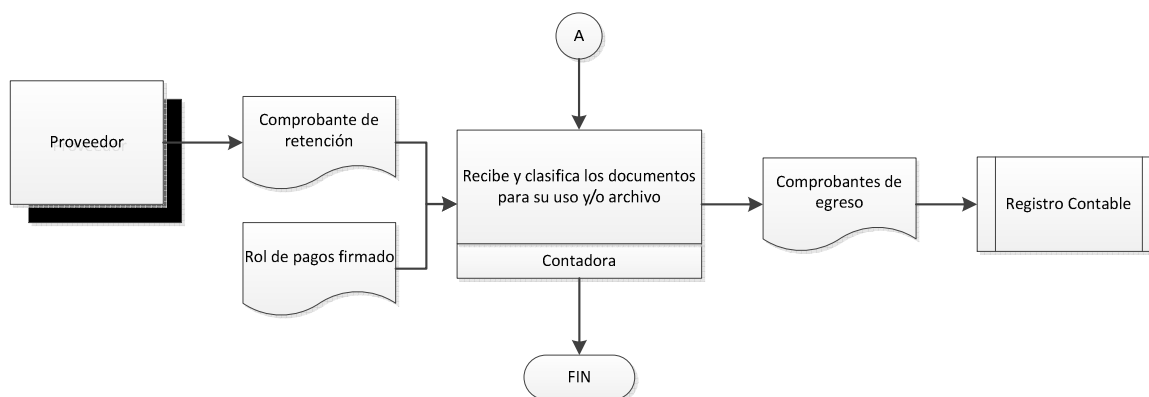 A
Proveedor
Comprobante de
retención
Recibe y clasifica los documentos
para su uso y/o archivo
Contadora
Rol de pagos firmado
Comprobantes de
egreso
Registro Contable
FIN